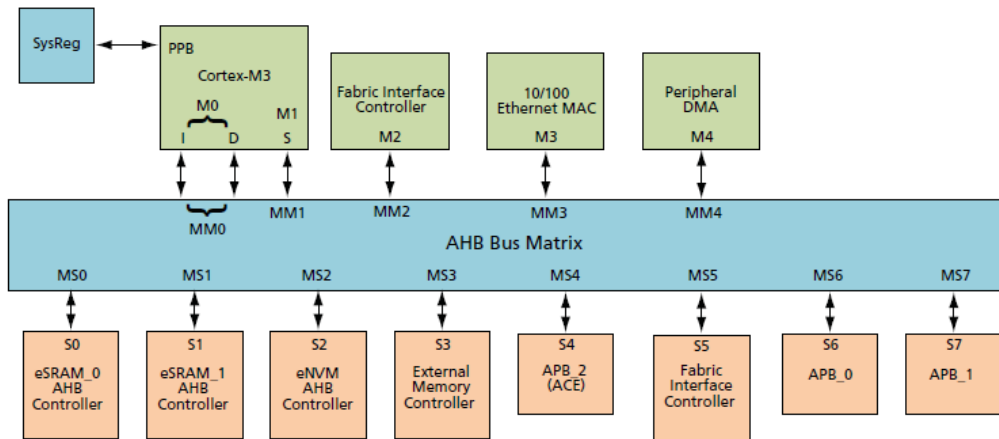 SysReg
PPB
Cortex-M3
M0
M1
I
D
S
Fabric Interface
Controller
M2
10/100
Ethernet MAC
M3
Peripheral
DMA
M4
MM0
MM1
MM2
MM3
MM4
AHB Bus Matrix
MS0
MS1
MS2
MS3
MS4
MS5
MS6
MS7
S0
eSRAM_0
AHB
Controller
S1
eSRAM_1
AHB
Controller
S2
eNVM
AHB
Controller
S3
External
Memory
Controller
S4
APB_2
(ACE)
S5
Fabric
Interface
Controller
S6
APB_0
S7
APB_1